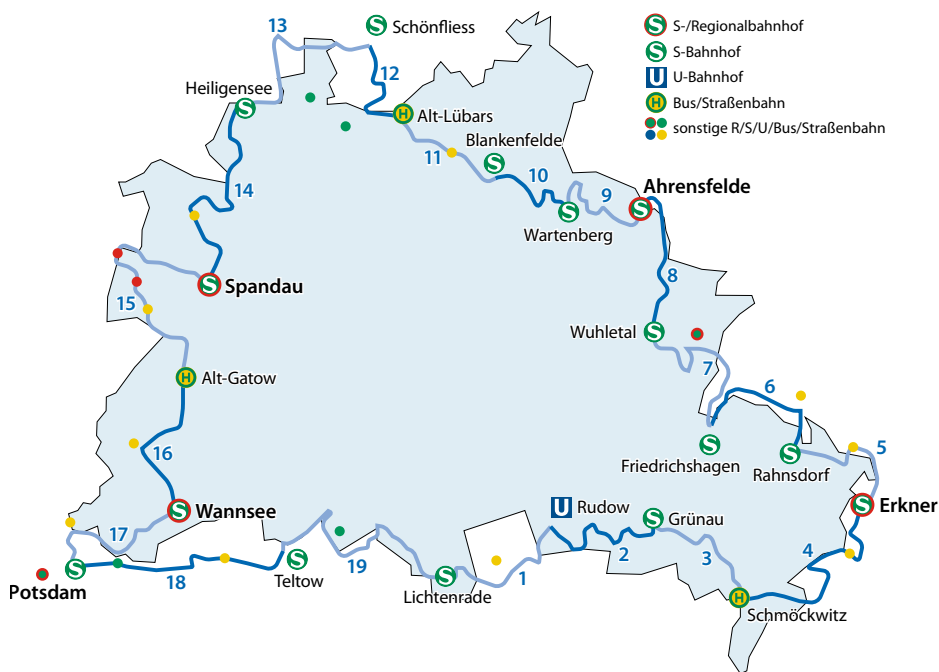 13
Schönfliess
S-/Regionalbahnhof
S
S-Bahnhof
S
U-Bahnhof
U
Bus/Straßenbahn
H
sonstige R/S/U/Bus/Straßenbahn
12
Heiligensee
S
S
H
Alt-Lübars
Blankenfelde
11
S
10
9
Ahrensfelde
14
S
S
Wartenberg
8
S
Spandau
15
Wuhletal
S
7
H
Alt-Gatow
6
16
S
Friedrichshagen
S
Rahnsdorf
5
S
Wannsee
U
Rudow
S
Grünau
S
Erkner
17
2
3
4
19
S
Potsdam
18
S
Teltow
S
Lichtenrade
1
H
Schmöckwitz